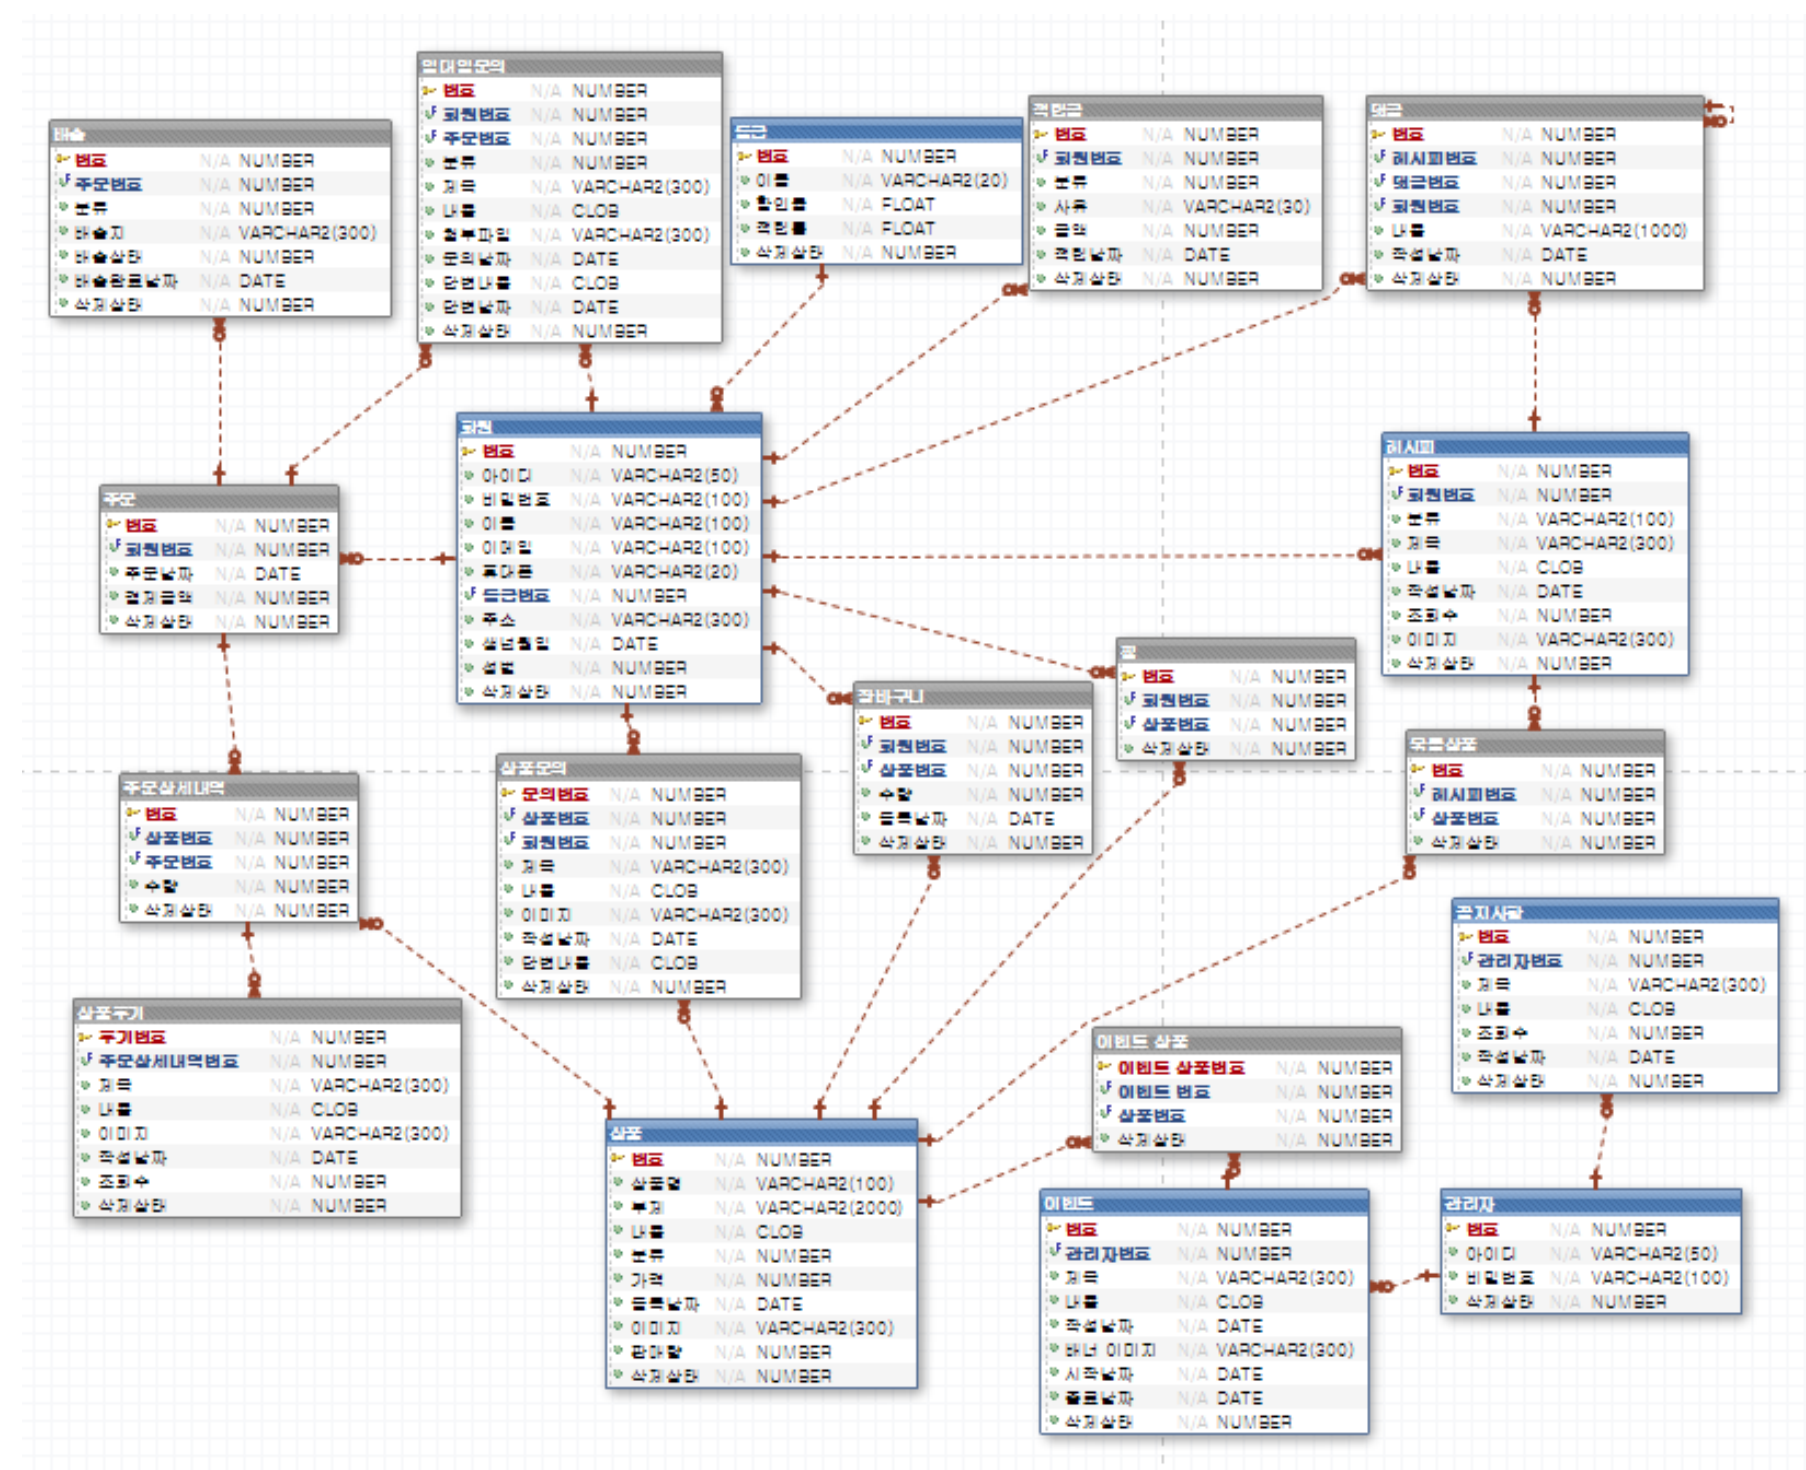 배송
번호 N/A NUMBER
주문번호 N/A NUMBER
분류 N/A NUMBER
배송지 N/A VARCHAR2(300)
배송상태 N/A NUMBER
배송완료날짜 N/A DATE
삭제상태 N/A NUMBER
일대일문의
번호 N/A NUMBER
회원번호 N/A NUMBER
주문번호 N/A NUMBER
분류 N/A NUMBER
제목 N/A VARCHAR2(300)
내용 N/A CLOB
첨부파일 N/A VARCHAR2(300)
문의날짜 N/A DATE
답변내용 N/A CLOB
답변날짜 N/A DATE
삭제상태 N/A NUMBER
등급
번호 N/A NUMBER
이름 N/A VARCHAR2(20)
할인률 N/A FLOAT
적립률 N/A FLOAT
삭제상태 N/A NUMBER
적립금
번호 N/A NUMBER
회원번호 N/A NUMBER
분류 N/A NUMBER
사유 N/A VARCHAR2(30)
금액 N/A NUMBER
적립날짜 N/A DATE
삭제상태 N/A NUMBER
댓글
번호 N/A NUMBER
레시피번호 N/A NUMBER
댓글번호 N/A NUMBER
회원번호 N/A NUMBER
내용 N/A VARCHAR2(1000)
작성날짜 N/A DATE
삭제상태 N/A NUMBER
주문
번호 N/A NUMBER
회원번호 N/A NUMBER
주문날짜 N/A DATE
결제금액 N/A NUMBER
삭제상태 N/A NUMBER
회원
번호 N/A NUMBER
아이디 N/A VARCHAR2(50)
비밀번호 N/A VARCHAR2(100)
이름 N/A VARCHAR2(100)
이메일 N/A VARCHAR2(100)
휴대폰 N/A VARCHAR2(20)
등급번호 N/A NUMBER
주소 N/A VARCHAR2(300)
생년월일 N/A DATE
성별 N/A NUMBER
삭제상태 N/A NUMBER
레시피
번호 N/A NUMBER
회원번호 N/A NUMBER
분류 N/A VARCHAR2(100)
제목 N/A VARCHAR2(300)
내용 N/A CLOB
작성날짜 N/A DATE
조회수 N/A NUMBER
이미지 N/A VARCHAR2(300)
삭제상태 N/A NUMBER
찜
번호 N/A NUMBER
회원번호 N/A NUMBER
상품번호 N/A NUMBER
삭제상태 N/A NUMBER
장바구니
번호 N/A NUMBER
회원번호 N/A NUMBER
상품번호 N/A NUMBER
수량 N/A NUMBER
등록날짜 N/A DATE
삭제상태 N/A NUMBER
묶음상품
번호 N/A NUMBER
레시피번호 N/A NUMBER
상품번호 N/A NUMBER
삭제상태 N/A NUMBER
주문상세내역
번호 N/A NUMBER
상품번호 N/A NUMBER
주문번호 N/A NUMBER
수량 N/A NUMBER
삭제상태 N/A NUMBER
상품문의
문의번호 N/A NUMBER
상품번호 N/A NUMBER
회원번호 N/A NUMBER
제목 N/A VARCHAR2(300)
내용 N/A CLOB
이미지 N/A VARCHAR2(300)
작성날짜 N/A DATE
답변내용 N/A CLOB
삭제상태 N/A NUMBER
공지사항
번호 N/A NUMBER
관리자번호 N/A NUMBER
제목 N/A VARCHAR2(300)
내용 N/A CLOB
조회수 N/A NUMBER
작성날짜 N/A DATE
삭제상태 N/A NUMBER
상품후기
후기번호 N/A NUMBER
주문상세내역번호 N/A NUMBER
제목 N/A VARCHAR2(300)
내용 N/A CLOB
이미지 N/A VARCHAR2(300)
작성날짜 N/A DATE
조회수 N/A NUMBER
삭제상태 N/A NUMBER
이벤트 상품
이벤트 상품번호 N/A NUMBER
이벤트 번호 N/A NUMBER
상품번호 N/A NUMBER
삭제상태 N/A NUMBER
상품
번호 N/A NUMBER
상품명 N/A VARCHAR2(100)
부제 N/A VARCHAR2(2000)
내용 N/A CLOB
분류 N/A NUMBER
가격 N/A NUMBER
등록날짜 N/A DATE
이미지 N/A VARCHAR2(300)
판매량 N/A NUMBER
삭제상태 N/A NUMBER
이벤트
번호 N/A NUMBER
관리자번호 N/A NUMBER
제목 N/A VARCHAR2(300)
내용 N/A CLOB
작성날짜 N/A DATE
배너 이미지 N/A VARCHAR2(300)
시작날짜 N/A DATE
종료날짜 N/A DATE
삭제상태 N/A NUMBER
관리자
번호 N/A NUMBER
아이디 N/A VARCHAR2(50)
비밀번호 N/A VARCHAR2(100)
삭제상태 N/A NUMBER